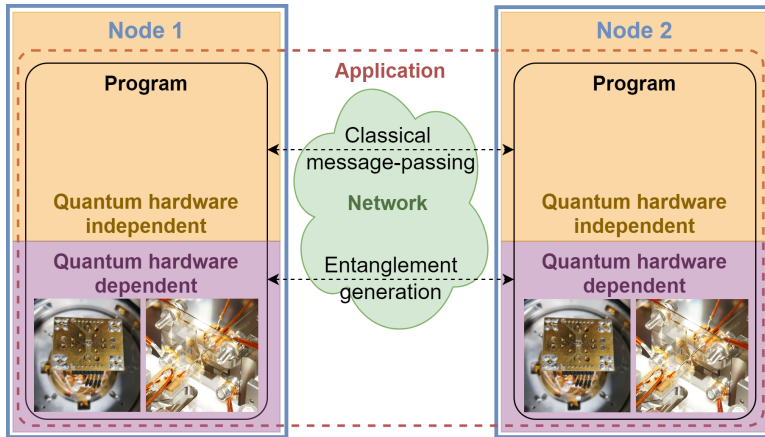 Node 1
Node 2
Application
Program
Program
Classical
message-passing
Network
Quantum hardware
independent
Quantum hardware
independent
Quantum hardware
dependent
Entanglement
generation
Quantum hardware
dependent